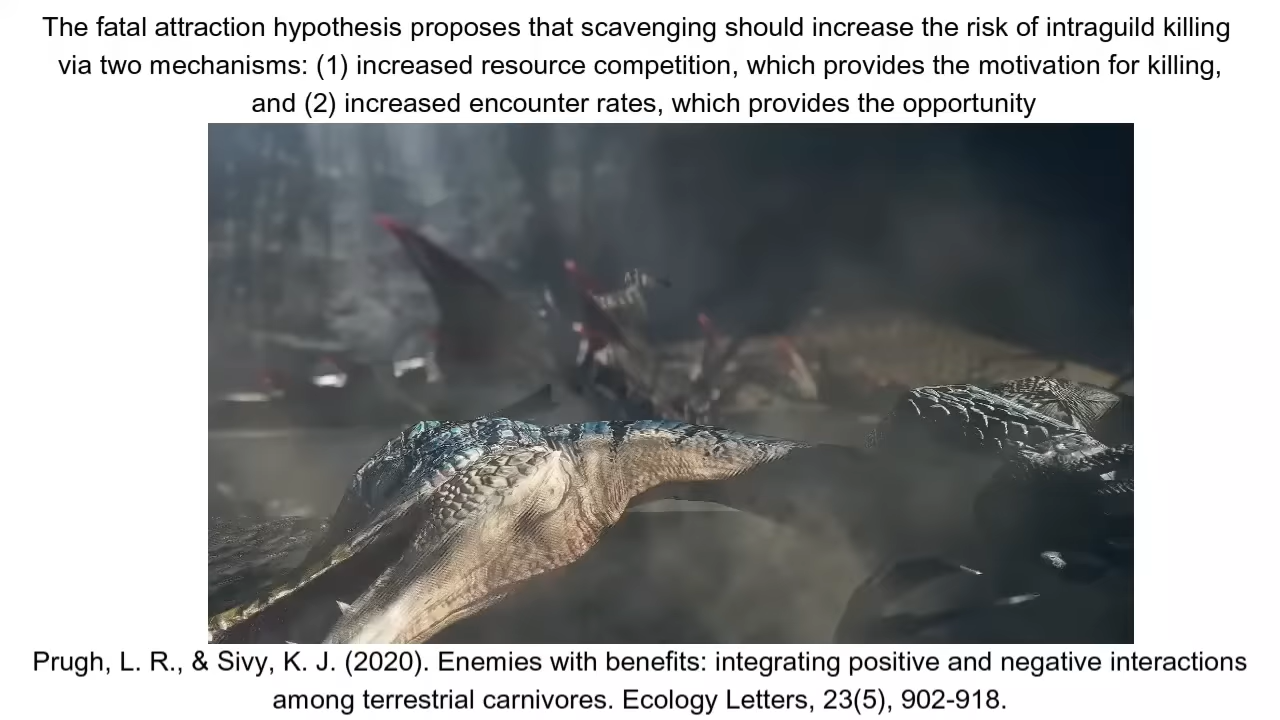 The fatal attraction hypothesis proposes that scavenging should increase the risk of intraguild killing
via two mechanisms: (1) increased resource competition, which provides the motivation for killing,
and (2) increased encounter rates, which provides the opportunity
Prugh, L. R., & Sivy, K. J. (2020). Enemies with benefits: integrating positive and negative interactions
among terrestrial carnivores. Ecology Letters, 23(5), 902-918.